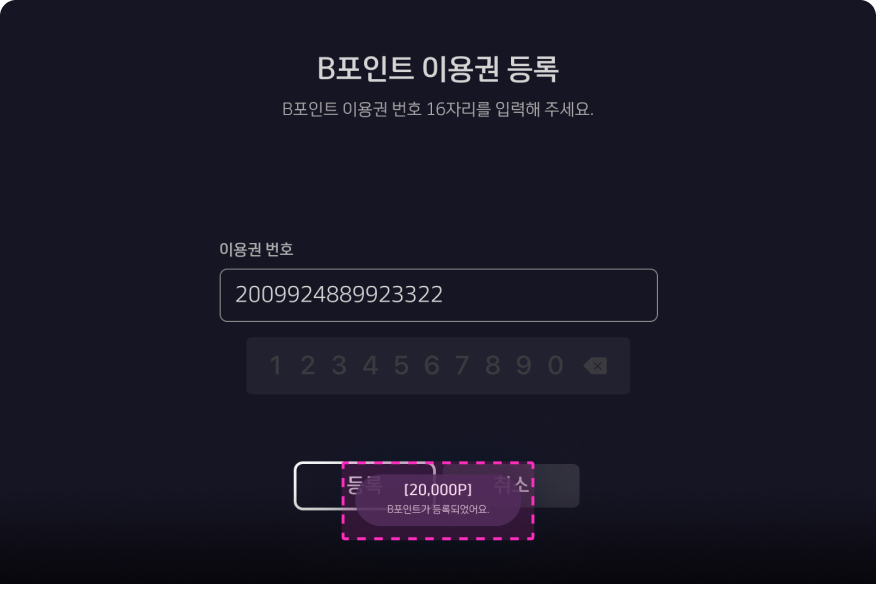 B포인트 이용권 등록
B포인트 이용권 번호 16자리를 입력해 주세요.
이용권 번호
2009924889923322
1 2 3 4 5 6 7 8 9 0
등록 취소
[20,000P]
B포인트가 등록되었어요.